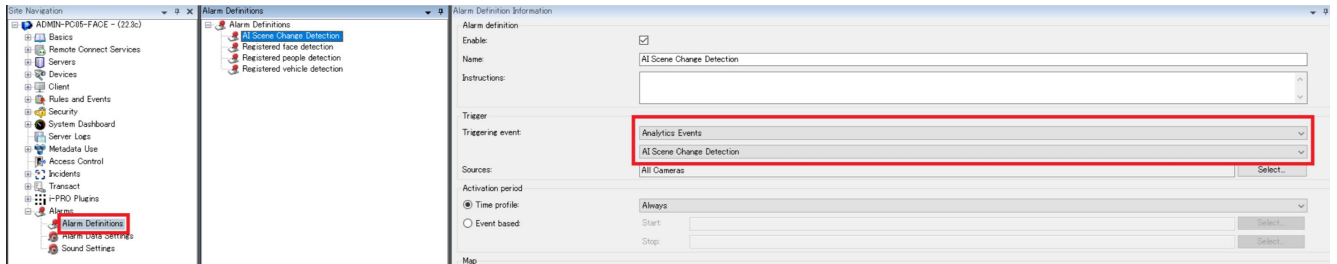 Site Navigation
ADMIN-PC05-FACE - (22.3c)
Basics
Remote Connect Services
Servers
Devices
Client
Rules and Events
Security
System Dashboard
Server Logs
Metadata Use
Access Control
Incidents
Transact
i-PRO Plugins
Alarms
Alarm Definitions
Alarm Data Settings
Sound Settings
Alarm Definitions
Alarm Definitions
AI Scene Change Detection
Registered face detection
Registered people detection
Registered vehicle detection
Alarm Definition Information
Alarm definition
Enable:
Name: AI Scene Change Detection
Instructions:
Trigger
Triggering event: Analytics Events
AI Scene Change Detection
Sources: All Cameras Select...
Activation period
Time profile: Always
Event based: Start: Select...
Stop: Select...
Map